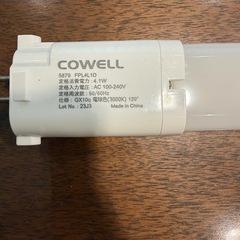 COWELL
5879 FPL4L1D
定格消費電力：4.1W
定格入力電圧：AC 100-240V
定格周波数：50/60Hz
仕様：GX10q 電球色(3000K) 120°
Lot No.: 23J3 Made in China